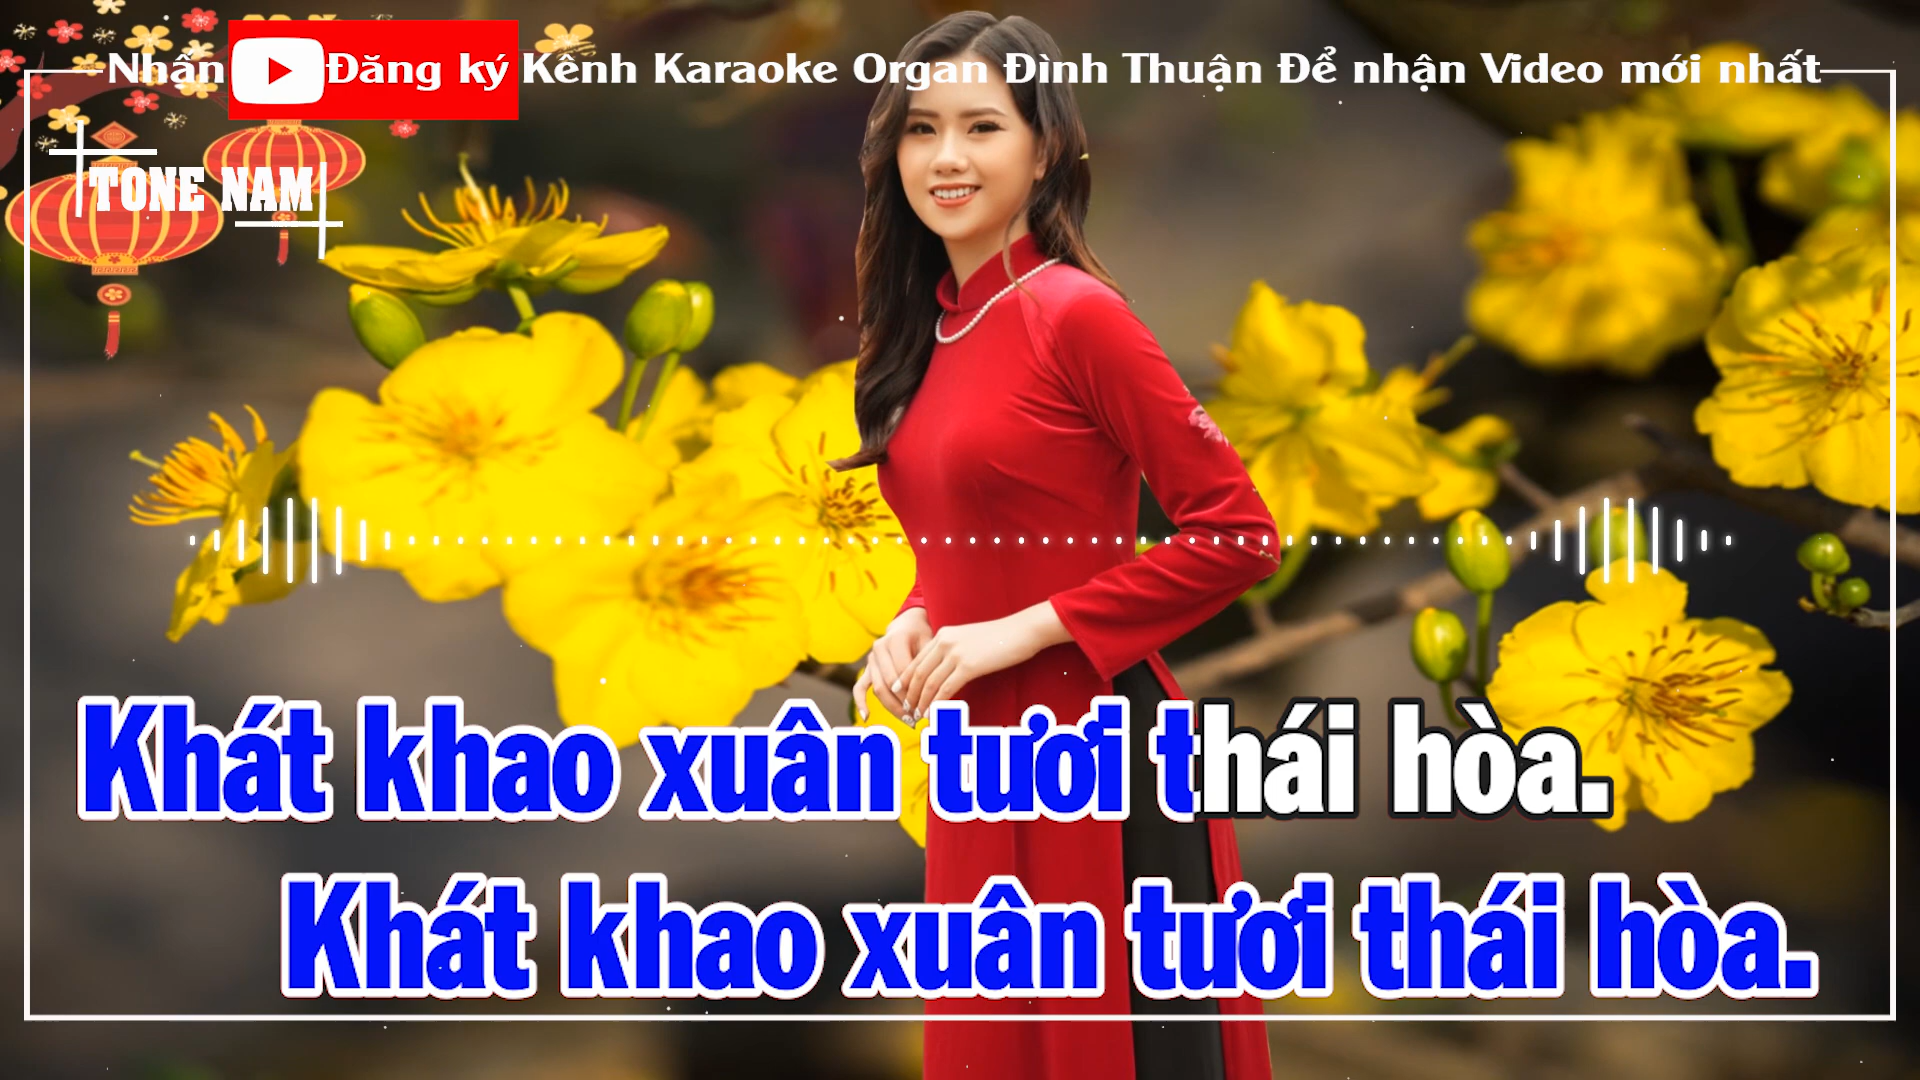 Nhấn Đăng ký Kênh Karaoke Organ Đình Thuận Để nhận Video mới nhất
TONE NAM
Khát khao xuân tươi thái hòa.
Khát khao xuân tươi thái hòa.